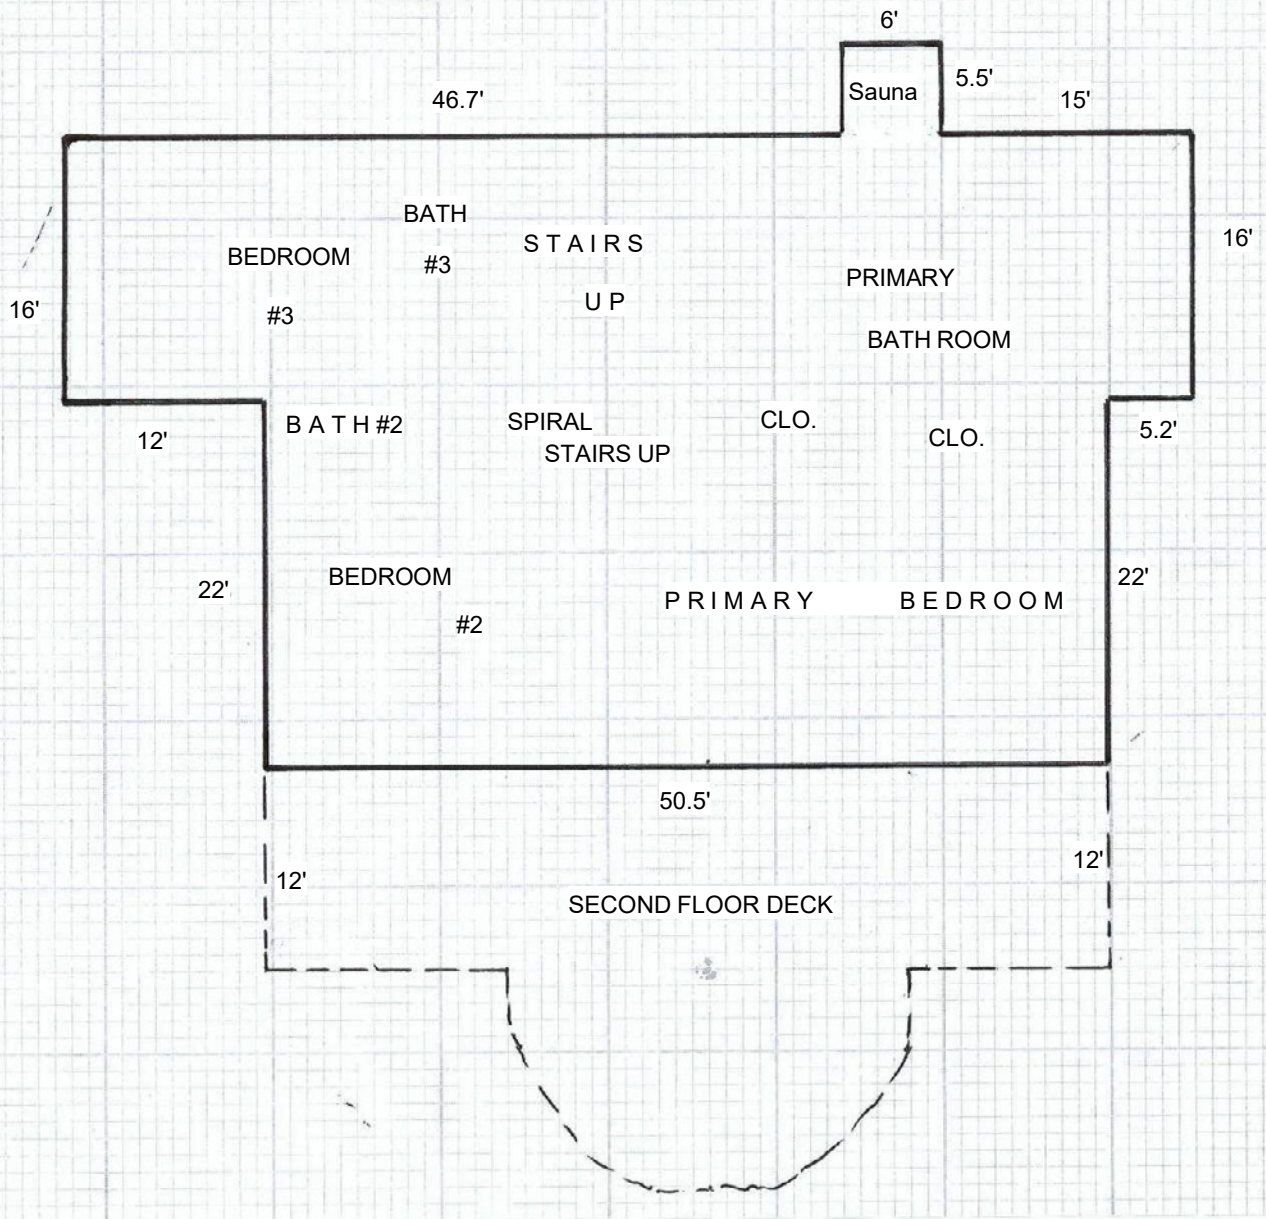 6'
Sauna
5.5'
46.7'
15'
BATH
#3
STAIRS
UP
BEDROOM
#3
PRIMARY
BATH ROOM
16'
16'
12'
BATH #2
SPIRAL
STAIRS UP
CLO.
CLO.
5.2'
22'
BEDROOM
#2
PRIMARY BEDROOM
22'
50.5'
12'
12'
SECOND FLOOR DECK